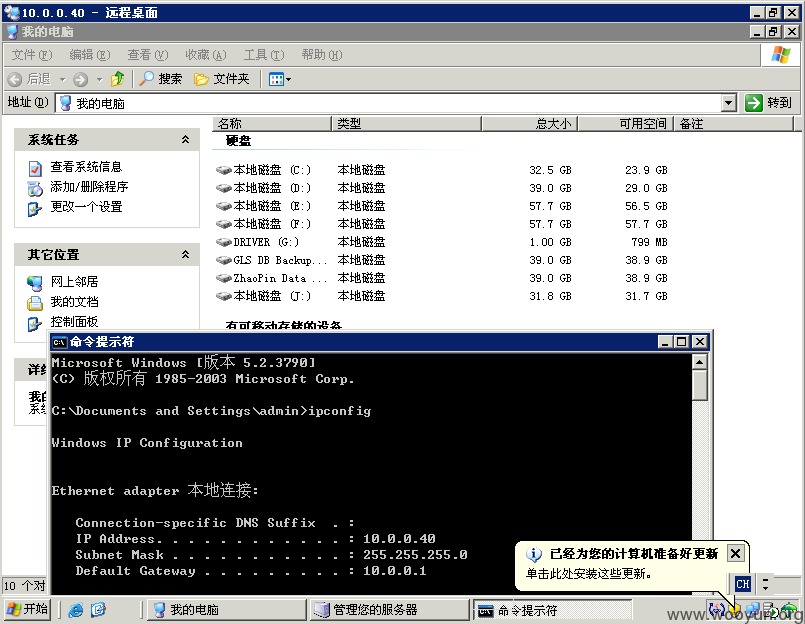 10.0.0.40 - 远程桌面
我的电脑
文件(F) 编辑(E) 查看(V) 收藏(A) 工具(T) 帮助(H)
后退 搜索 文件夹
地址(D) 我的电脑 转到
名称 类型 总大小 可用空间 备注
系统任务
查看系统信息
添加/删除程序
更改一个设置
其它位置
网上邻居
我的文档
控制面板
硬盘
本地磁盘 (C:) 本地磁盘 32.5 GB 23.9 GB
本地磁盘 (D:) 本地磁盘 39.0 GB 29.0 GB
本地磁盘 (E:) 本地磁盘 57.7 GB 56.5 GB
本地磁盘 (F:) 本地磁盘 57.7 GB 57.7 GB
DRIVER (G:) 本地磁盘 1.00 GB 799 MB
GLS DB Backup... 本地磁盘 39.0 GB 38.9 GB
ZhaoPin Data ... 本地磁盘 39.0 GB 38.9 GB
本地磁盘 (J:) 本地磁盘 31.8 GB 31.7 GB
有可移动存储的设备
命令提示符
Microsoft Windows [版本 5.2.3790]
(C) 版权所有 1985-2003 Microsoft Corp.
C:\Documents and Settings\admin>ipconfig
Windows IP Configuration
Ethernet adapter 本地连接:
Connection-specific DNS Suffix . :
IP Address. . . . . . . . . . . . : 10.0.0.40
Subnet Mask . . . . . . . . . . . : 255.255.255.0
Default Gateway . . . . . . . . . : 10.0.0.1
已经为您的计算机准备好更新
单击此处安装这些更新。
CH
10 个对
开始 我的电脑 管理您的服务器 命令提示符
www.wooyun.org